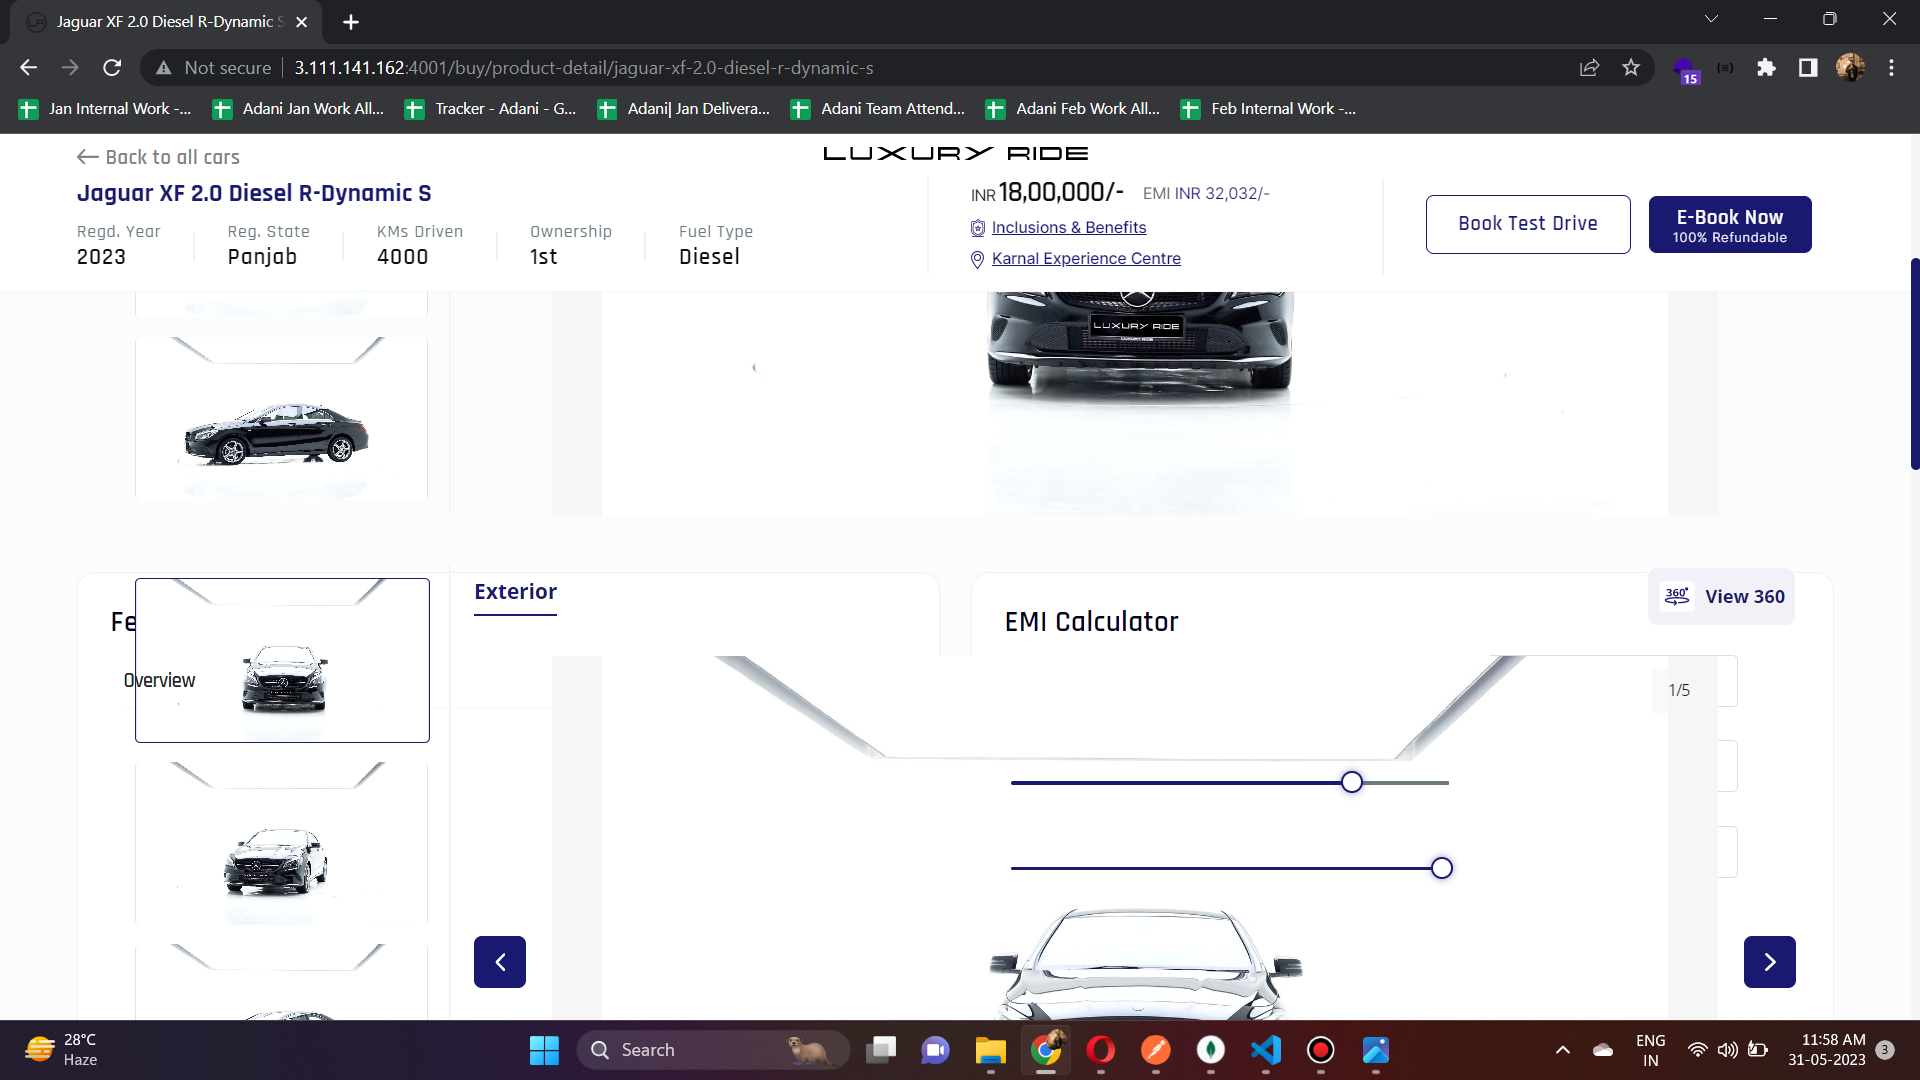 Jaguar XF 2.0 Diesel R-Dynamic S
Not secure
3.111.141.162:4001/buy/product-detail/jaguar-xf-2.0-diesel-r-dynamic-s
15
Jan Internal Work -...
Adani Jan Work All...
Tracker - Adani - G...
Adani| Jan Delivera...
Adani Team Attend...
Adani Feb Work All...
Feb Internal Work -...
Back to all cars
LUXURY RIDE
Jaguar XF 2.0 Diesel R-Dynamic S
Regd. Year
2023
Reg. State
Panjab
KMs Driven
4000
Ownership
1st
Fuel Type
Diesel
INR 18,00,000/-
EMI INR 32,032/-
Inclusions & Benefits
Karnal Experience Centre
Book Test Drive
E-Book Now
100% Refundable
LUXURY RIDE
Fe
Overview
Exterior
EMI Calculator
360°
View 360
1/5
28°C
Haze
Search
ENG
IN
11:58 AM
31-05-2023
3